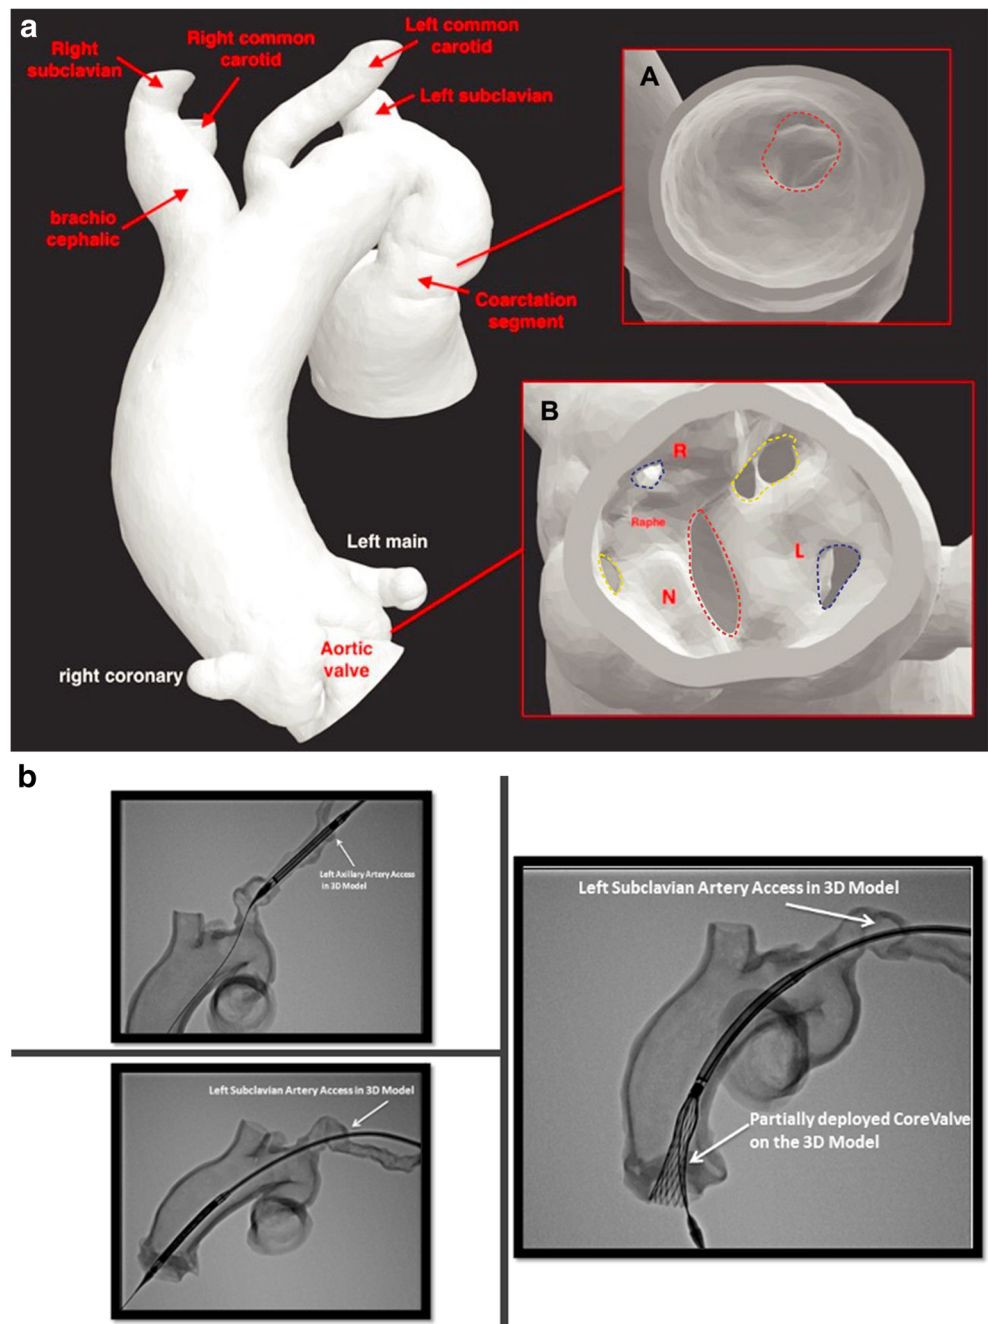 a
Right
subclavian
Right common
carotid
Left common
carotid
Left subclavian
brachio
cephalic
Coarctation
segment
A
B
R
Raphe
L
N
Left main
right coronary
Aortic
valve
b
Left Axillary Artery Access
in 3D Model
Left Subclavian Artery Access in 3D Model
Left Subclavian Artery Access in 3D Model
Partially deployed CoreValve
on the 3D Model